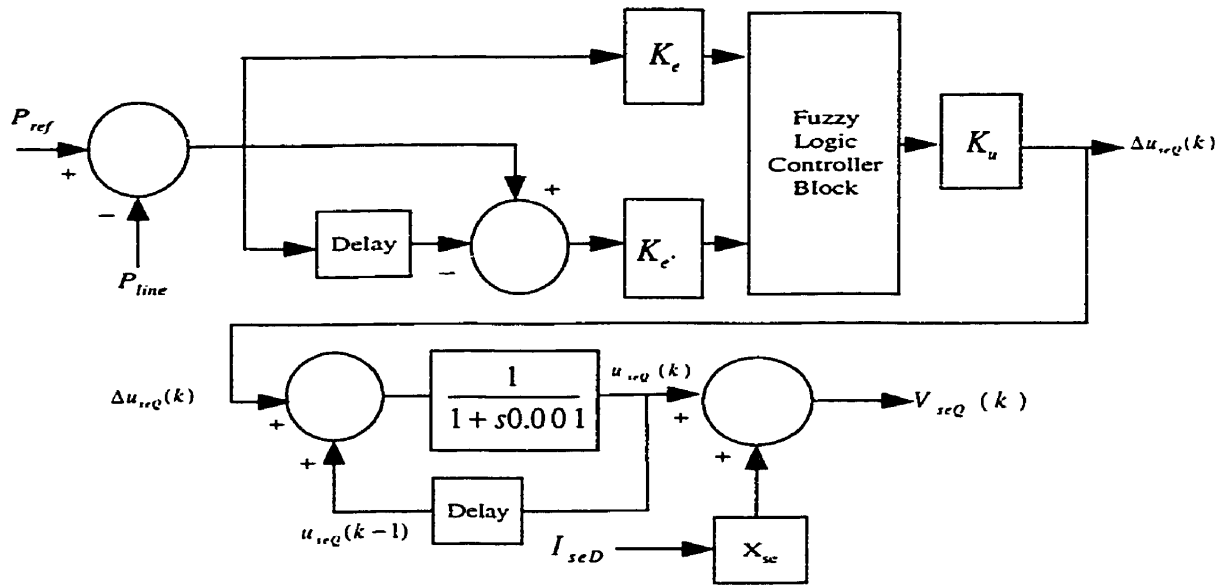 P_ref
+
−
P_line
K_e
Delay
+
−
K_e·
Fuzzy
Logic
Controller
Block
K_u
Δu_seQ(k)
Δu_seQ(k)
+
+
1
1 + s0.001
u_seQ(k)
+
+
V_seQ(k)
Delay
u_seQ(k−1)
I_seD
X_se